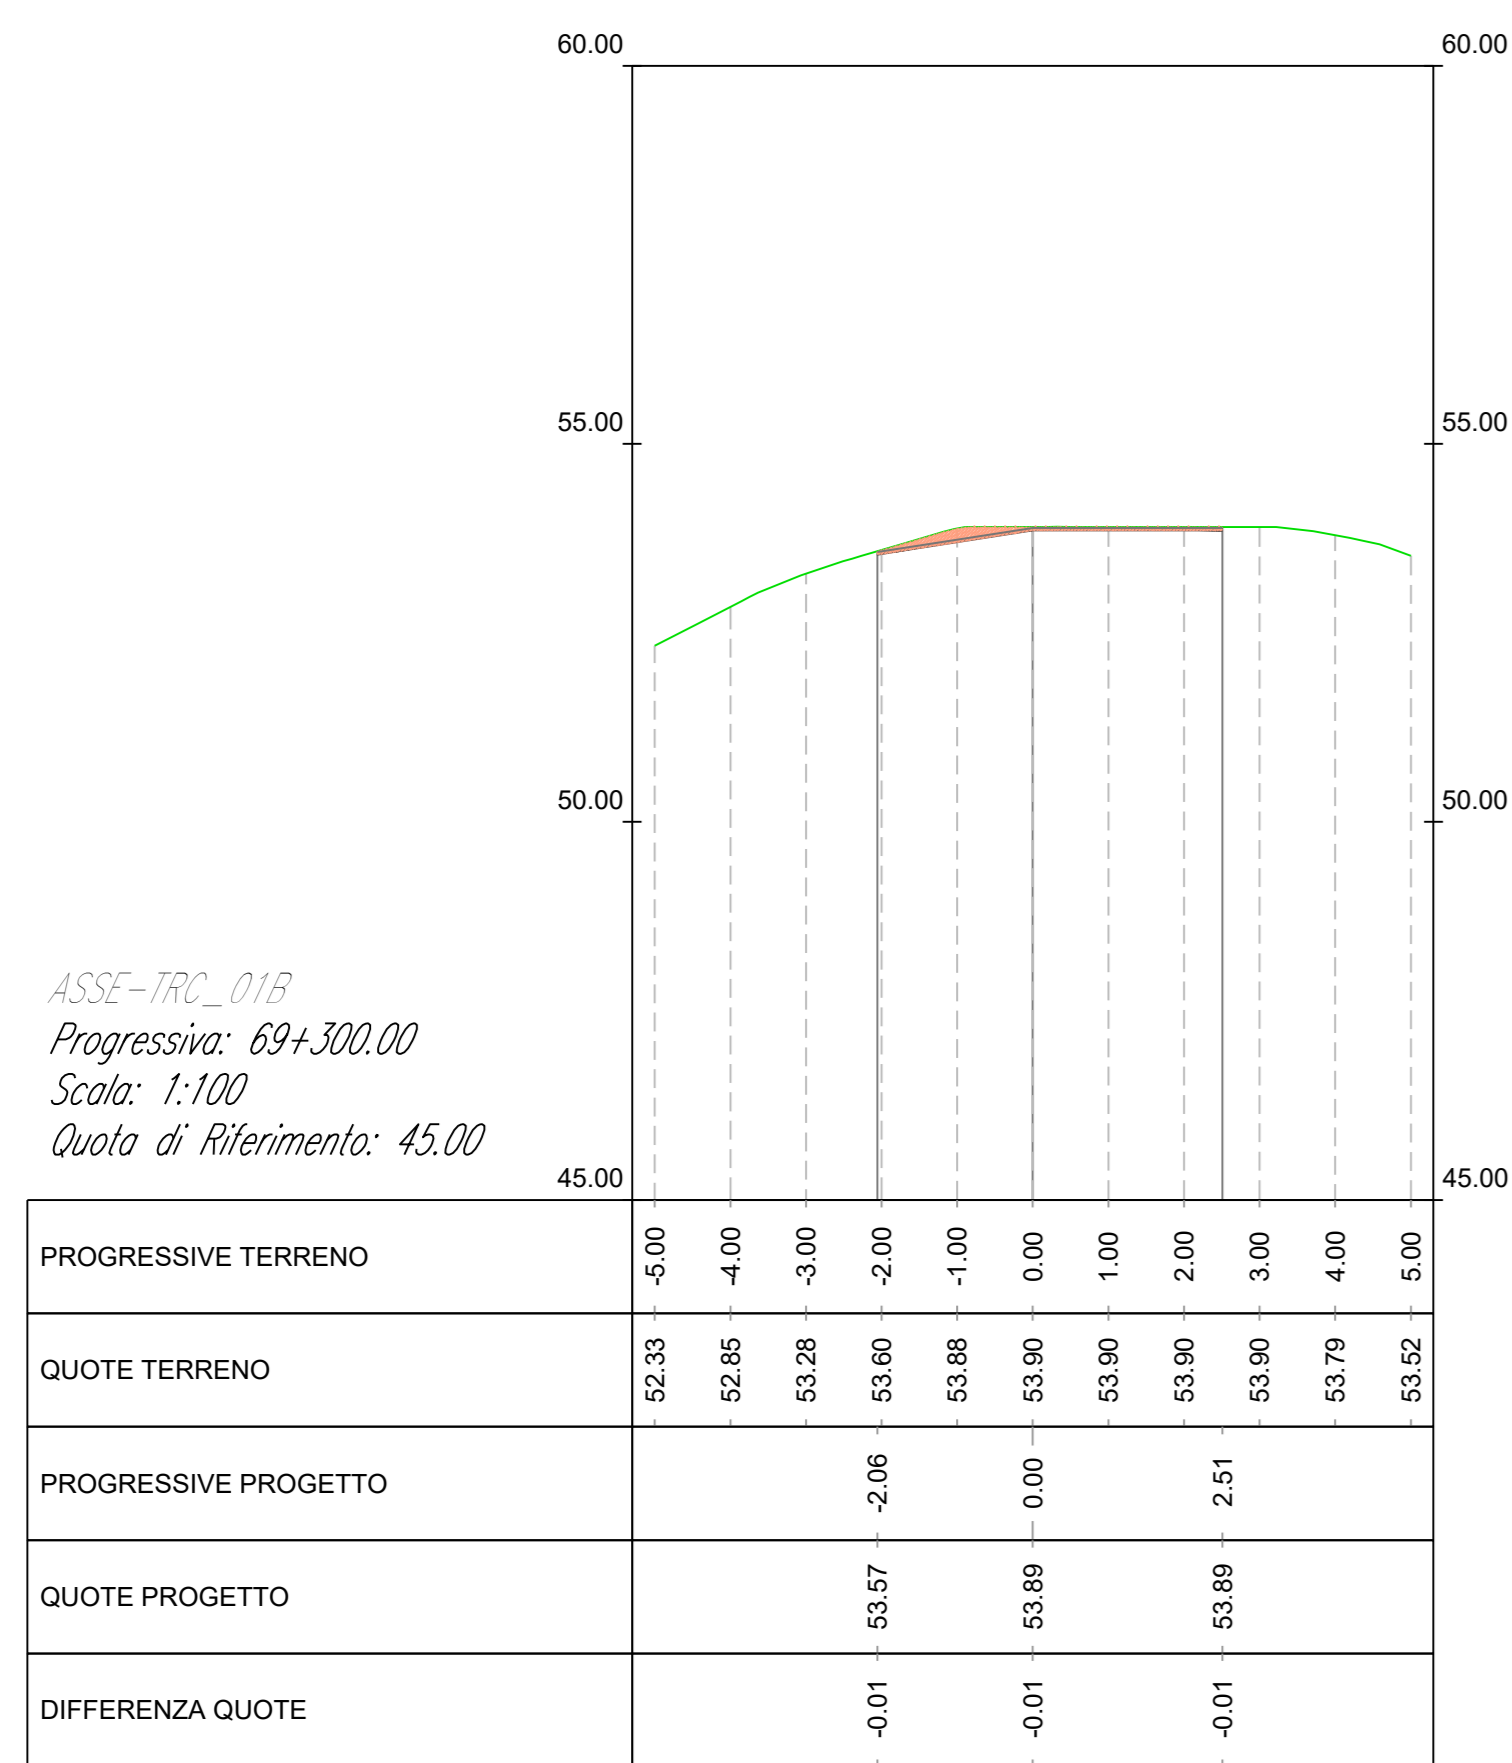 60.00 60.00
55.00 55.00
50.00 50.00
ASSE-TRC_01B
Progressiva: 69+300.00
Scala: 1:100
Quota di Riferimento: 45.00
45.00 45.00
PROGRESSIVE TERRENO -5.00 -4.00 -3.00 -2.00 -1.00 0.00 1.00 2.00 3.00 4.00 5.00
QUOTE TERRENO 52.33 52.85 53.28 53.60 53.88 53.90 53.90 53.90 53.90 53.79 53.52
PROGRESSIVE PROGETTO -2.06 0.00 2.51
QUOTE PROGETTO 53.57 53.89 53.89
DIFFERENZA QUOTE -0.01 -0.01 -0.01